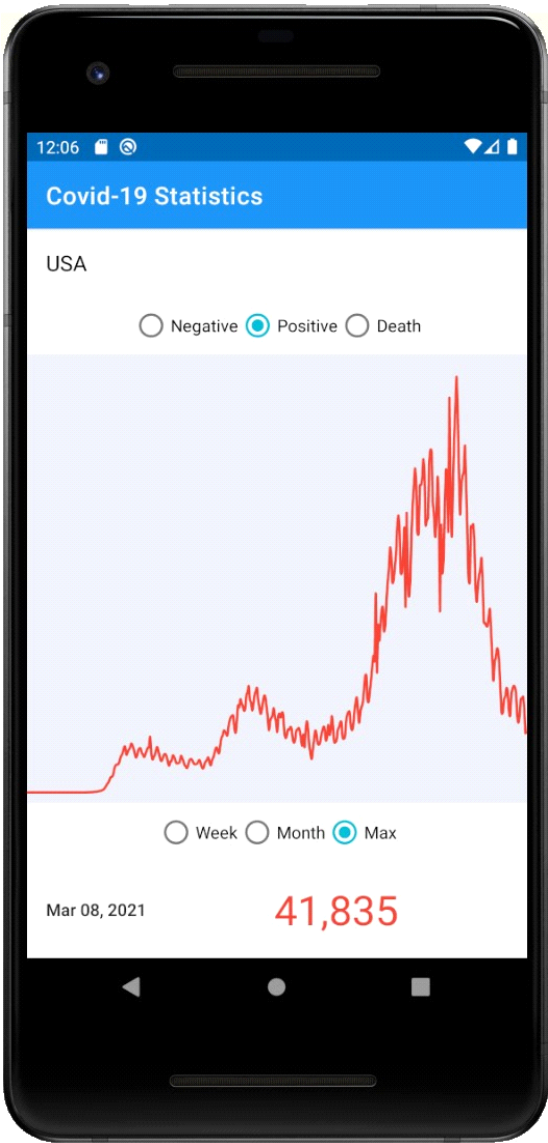 12:06
Covid-19 Statistics
USA
Negative Positive Death
Week Month Max
Mar 08, 2021 41,835